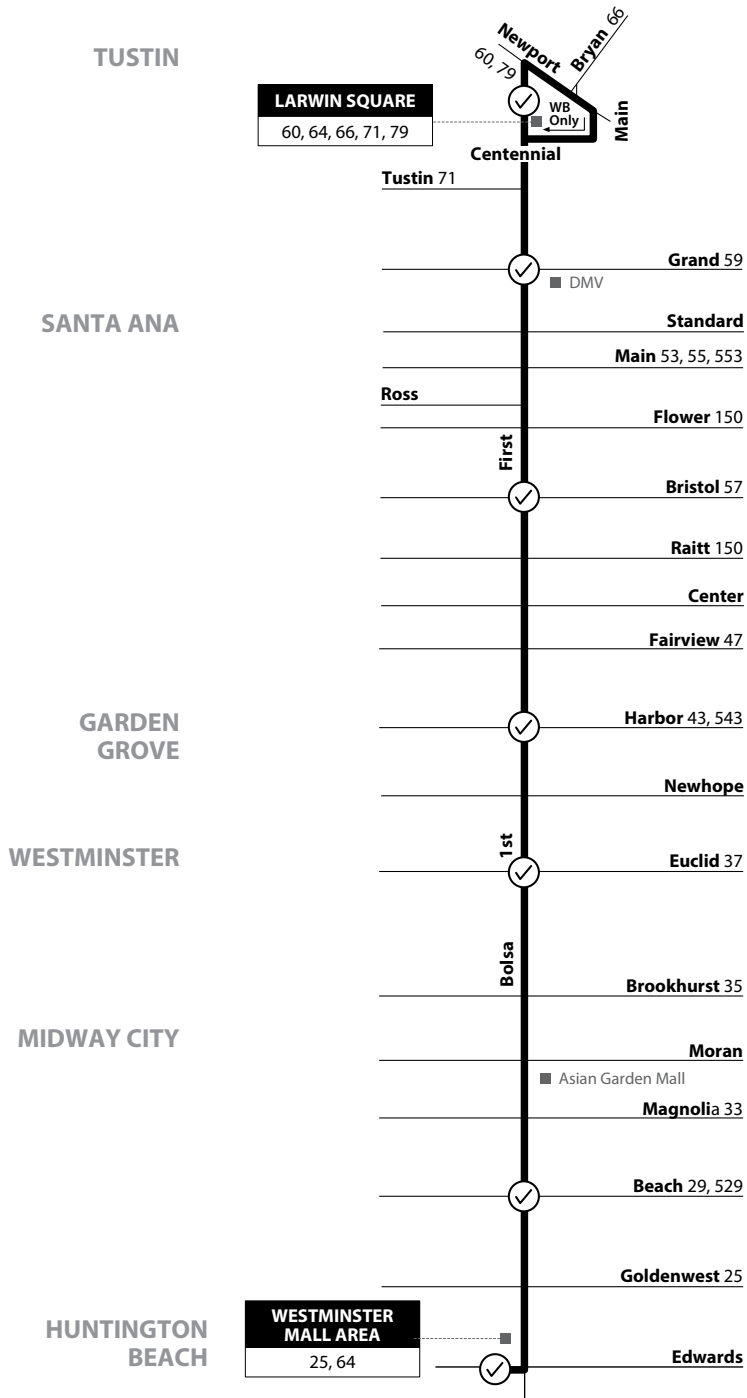 TUSTIN
Newport
60, 79
Bryan 66
LARWIN SQUARE
60, 64, 66, 71, 79
WB
Only
Main
Centennial
Tustin 71
Grand 59
DMV
SANTA ANA
Standard
Main 53, 55, 553
Ross
Flower 150
First
Bristol 57
Raitt 150
Center
Fairview 47
GARDEN
GROVE
Harbor 43, 543
Newhope
WESTMINSTER
1st
Euclid 37
Bolsa
Brookhurst 35
MIDWAY CITY
Moran
Asian Garden Mall
Magnolia 33
Beach 29, 529
Goldenwest 25
HUNTINGTON
BEACH
WESTMINSTER
MALL AREA
25, 64
Edwards